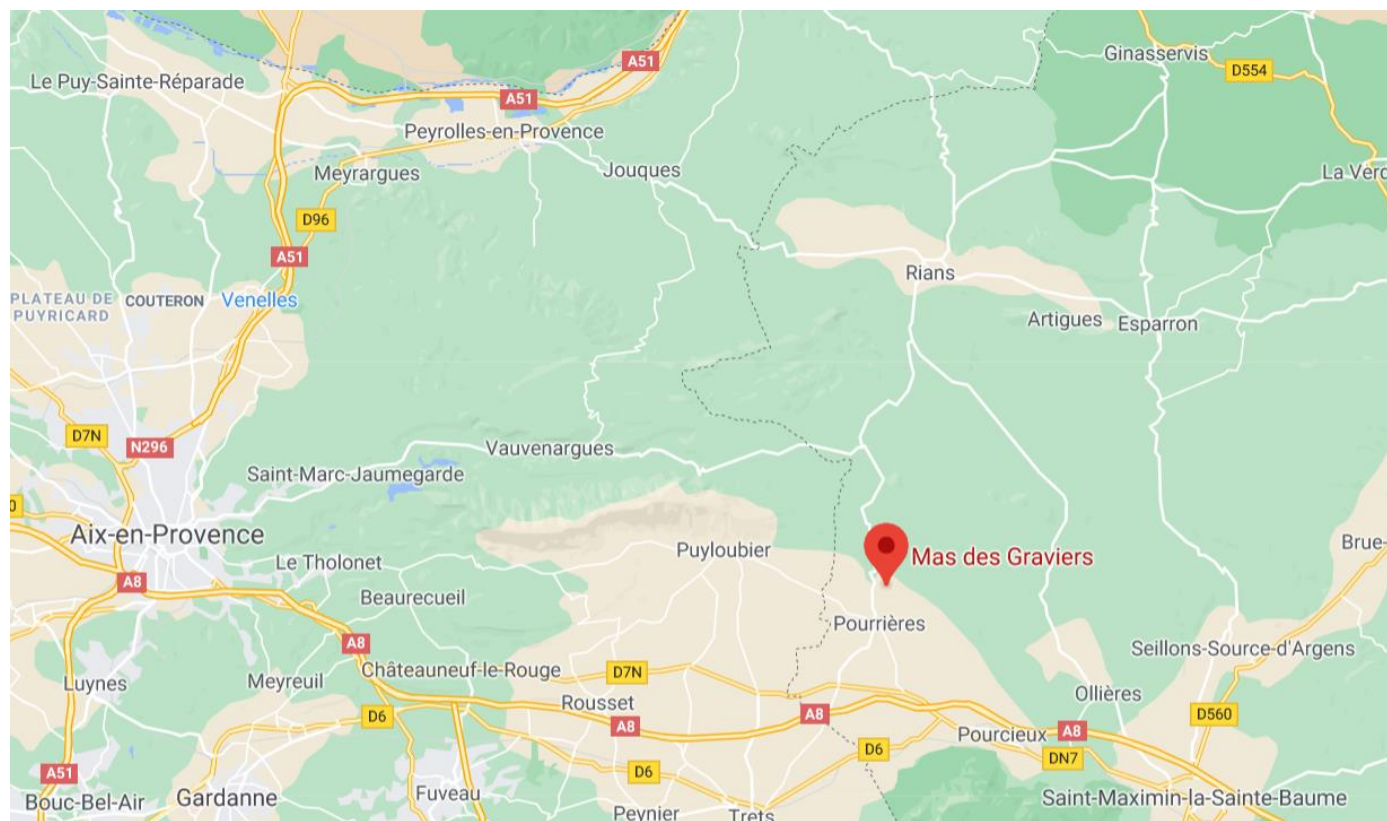 Ginasservis
A51
D554
Le Puy-Sainte-Réparade
A51
Peyrolles-en-Provence
Jouques
Meyrargues
La Verd
D96
A51
Rians
PLATEAU DE
PUYRICARD
COUTERON
Venelles
Artigues
Esparron
D7N
N296
Vauvenargues
Saint-Marc-Jaumegarde
0
Aix-en-Provence
Brue-
Puyloubier
Mas des Graviers
Le Tholonet
A8
Beaurecueil
Pourrières
A8
Seillons-Source-d'Argens
Châteauneuf-le-Rouge
D7N
Luynes
Meyreuil
Ollières
Rousset
D6
A8
A8
D560
A8
Pourcieux
D6
DN7
A51
D6
Bouc-Bel-Air
Gardanne
Fuveau
Saint-Maximin-la-Sainte-Baume
Peynier
Trets